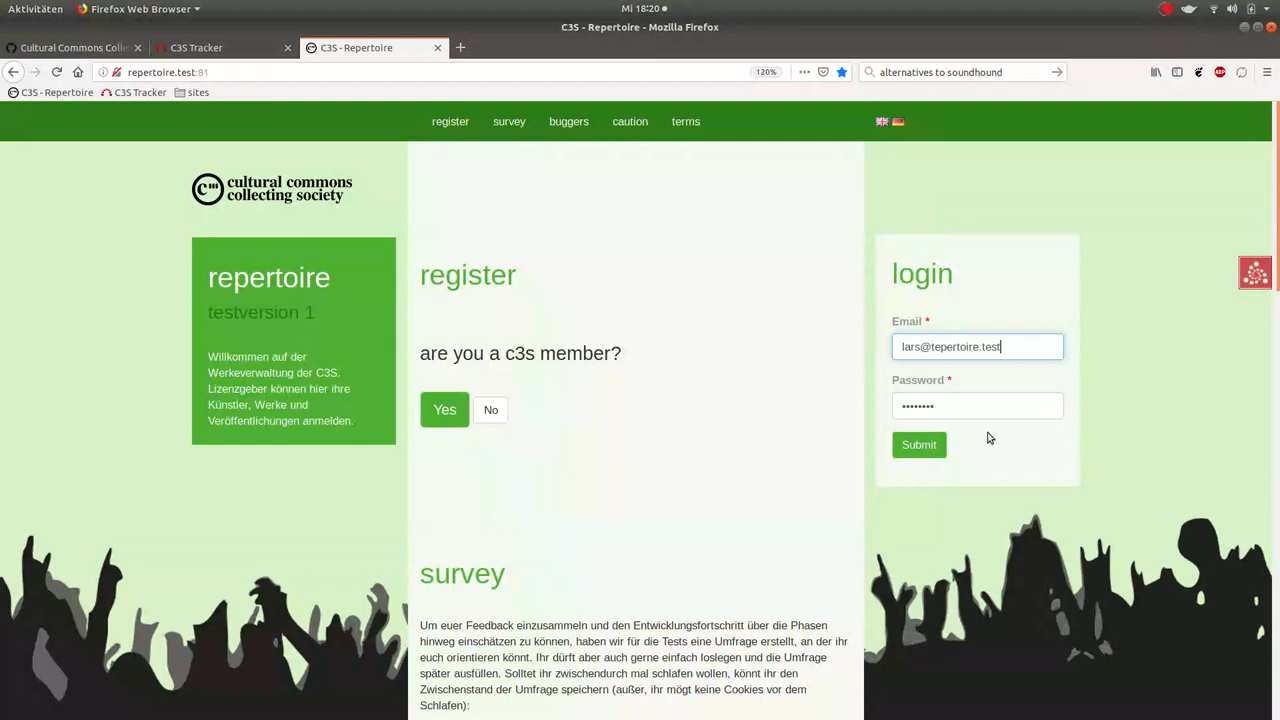 Aktivitäten Firefox Web Browser Mi 18:20
C3S - Repertoire - Mozilla Firefox
Cultural Commons Colle
C3S Tracker
C3S - Repertoire
repertoire.test:81
120%
alternatives to soundhound
C3S - Repertoire C3S Tracker sites
register survey buggers caution terms
cultural commons
collecting society
repertoire
testversion 1
Willkommen auf der
Werkeverwaltung der C3S.
Lizenzgeber können hier ihre
Künstler, Werke und
Veröffentlichungen anmelden.
register
are you a c3s member?
Yes No
survey
Um euer Feedback einzusammeln und den Entwicklungsfortschritt über die Phasen
hinweg einschätzen zu können, haben wir für die Tests eine Umfrage erstellt, an der ihr
euch orientieren könnt. Ihr dürft aber auch gerne einfach loslegen und die Umfrage
später ausfüllen. Solltet ihr zwischendurch mal schlafen wollen, könnt ihr den
Zwischenstand der Umfrage speichern (außer, ihr mögt keine Cookies vor dem
Schlafen):
login
Email *
lars@tepertoire.test
Password *
••••••••
Submit